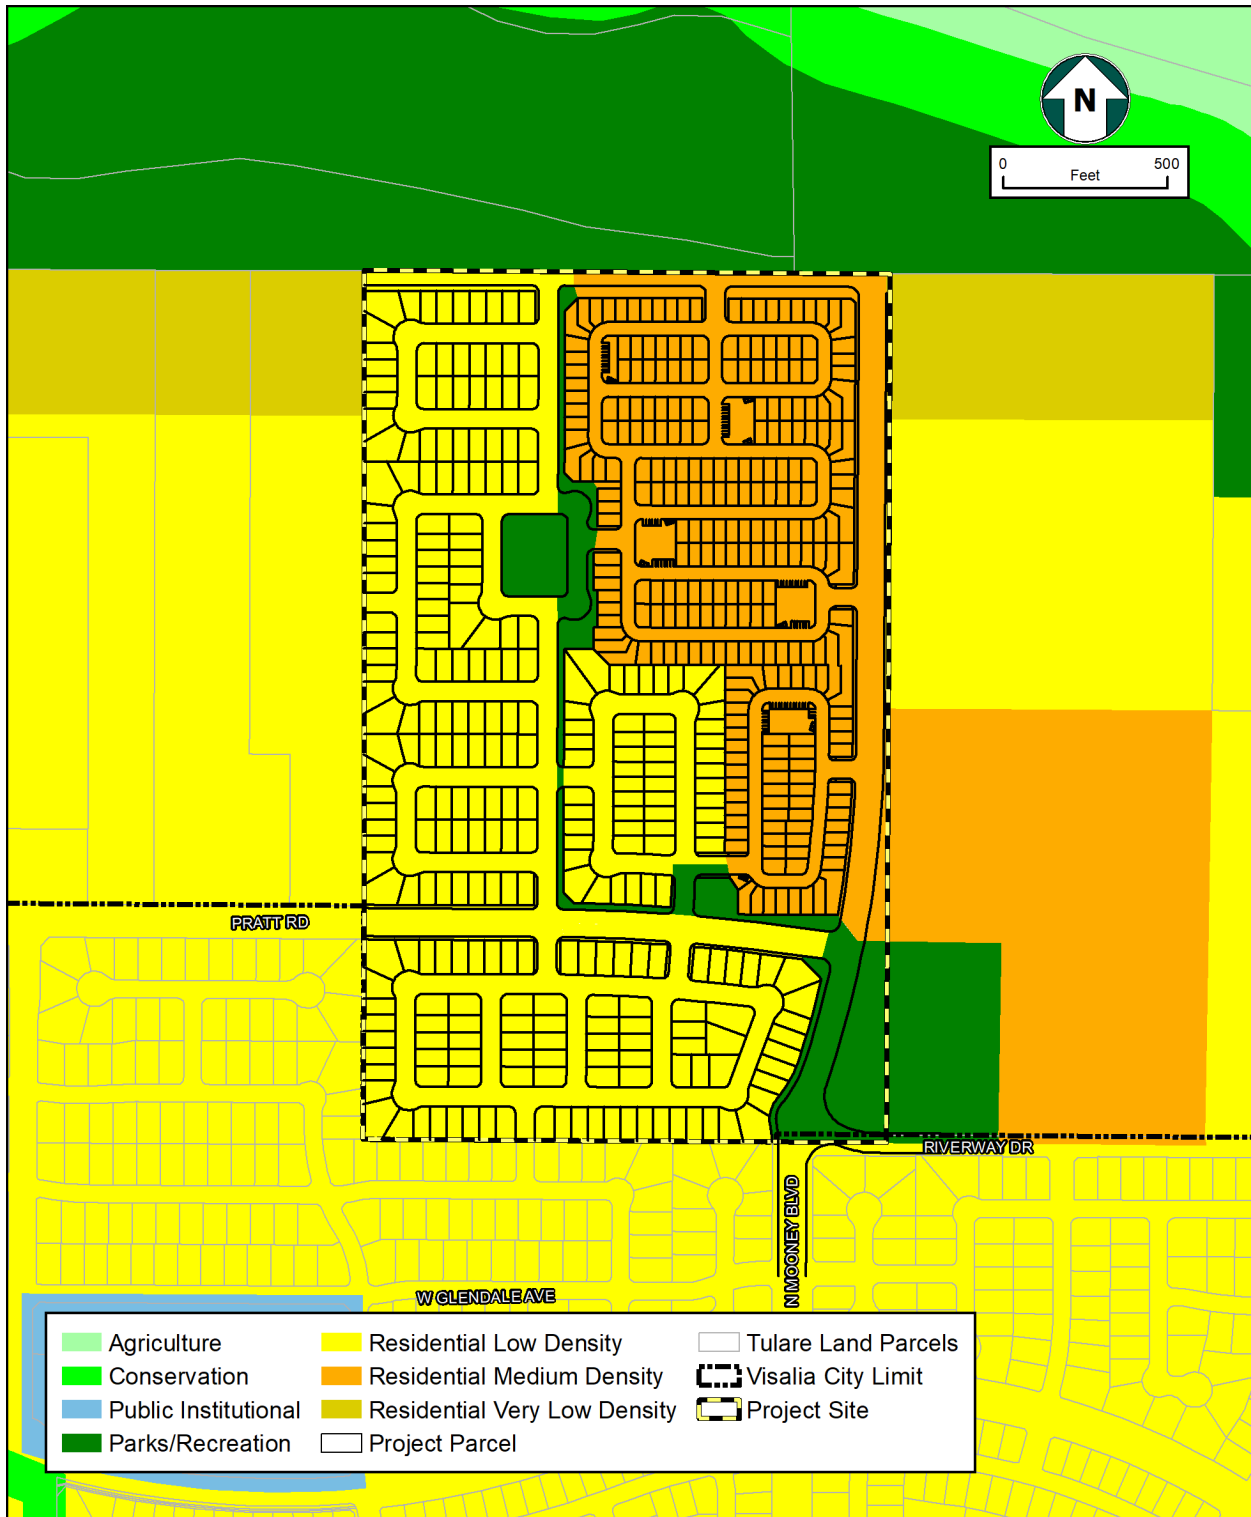 N
0 500
Feet
PRATT RD
RIVERWAY DR
N MOONEY BLVD
W GLENDALE AVE
Agriculture
Conservation
Public Institutional
Parks/Recreation
Residential Low Density
Residential Medium Density
Residential Very Low Density
Project Parcel
Tulare Land Parcels
Visalia City Limit
Project Site